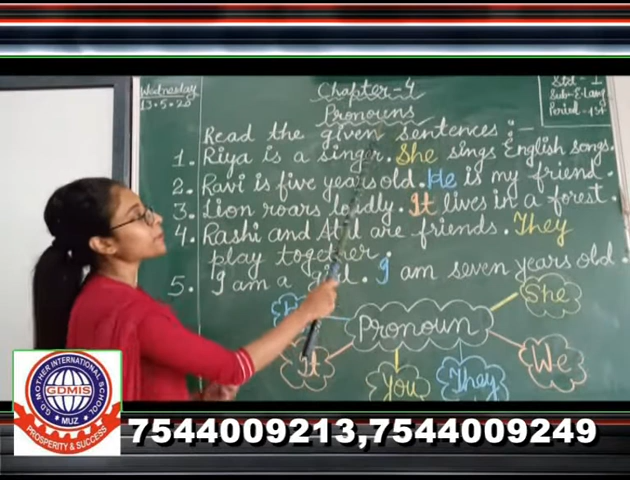 Wednesday
13.5.20
Chapter-4
Pronouns
Std - I
Sub-E.Lang
Period - 1st
Read the given sentences :-
1. Riya is a singer. She sings English songs.
2. Ravi is five years old. He is my friend.
3. Lion roars loudly. It lives in a forest.
4. Rashi and Atul are friends. They
play together.
5. I am a girl. I am seven years old.
Pronoun
She
It
We
You
They
G.D. MOTHER INTERNATIONAL SCHOOL
GDMIS
MUZ
PROSPERITY & SUCCESS
7544009213,7544009249